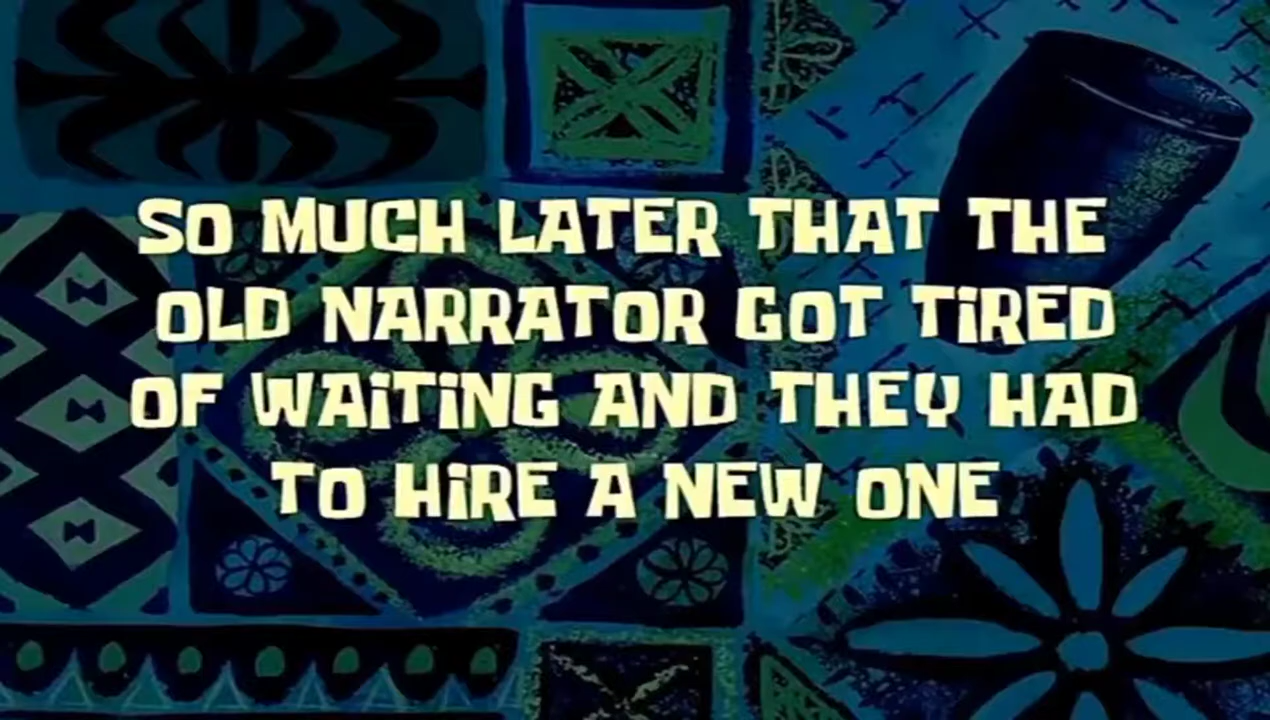 SO MUCH LATER THAT THE
OLD NARRATOR GOT TiRED
OF WAiTiNG AND THEY HAD
TO HiRE A NEW ONE